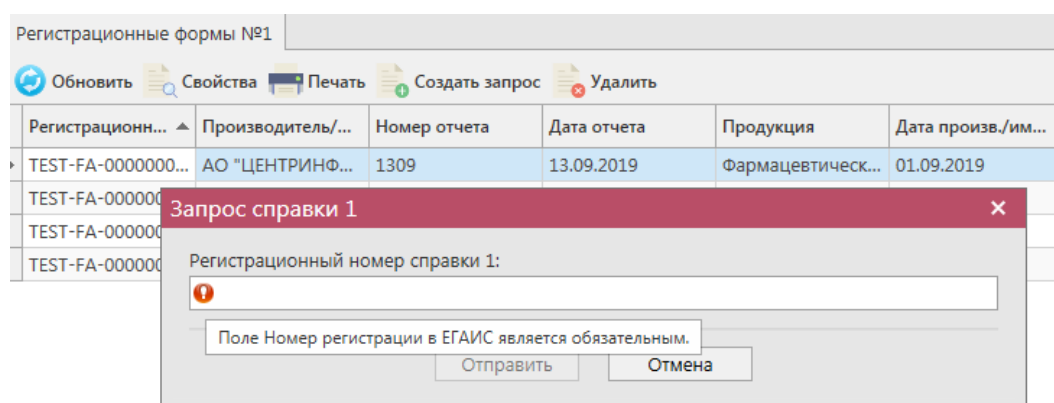 Регистрационные формы №1
Обновить Свойства Печать Создать запрос Удалить
Регистрационн... Производитель/... Номер отчета Дата отчета Продукция Дата произв./им...
TEST-FA-0000000... АО "ЦЕНТРИНФ... 1309 13.09.2019 Фармацевтическ... 01.09.2019
TEST-FA-000000
TEST-FA-000000
TEST-FA-000000
Запрос справки 1
Регистрационный номер справки 1:
Поле Номер регистрации в ЕГАИС является обязательным.
Отправить Отмена